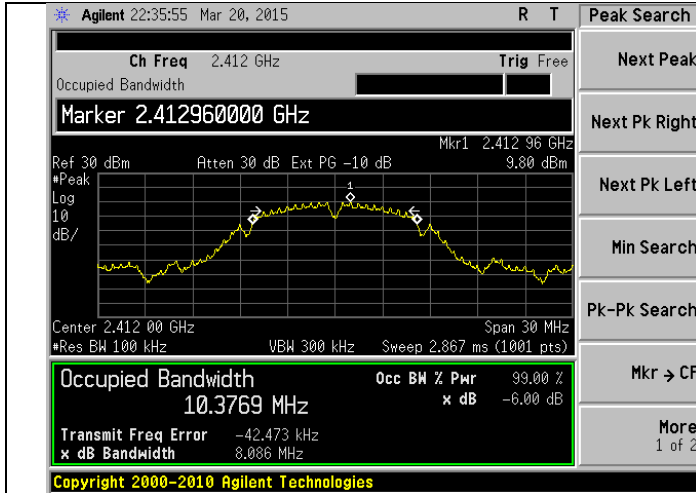 Agilent 22:35:55 Mar 20, 2015 R T Peak Search
Ch Freq 2.412 GHz Trig Free
Occupied Bandwidth
Next Peak
Marker 2.412960000 GHz
Next Pk Right
Mkr1 2.412 96 GHz
Ref 30 dBm Atten 30 dB Ext PG -10 dB 9.80 dBm
#Peak
Log
10
dB/
1
Next Pk Left
Min Search
Pk-Pk Search
Center 2.412 00 GHz Span 30 MHz
#Res BW 100 kHz VBW 300 kHz Sweep 2.867 ms (1001 pts)
Mkr → CF
Occupied Bandwidth Occ BW % Pwr 99.00 %
10.3769 MHz x dB -6.00 dB
Transmit Freq Error -42.473 kHz
x dB Bandwidth 8.086 MHz
More
1 of 2
Copyright 2000-2010 Agilent Technologies